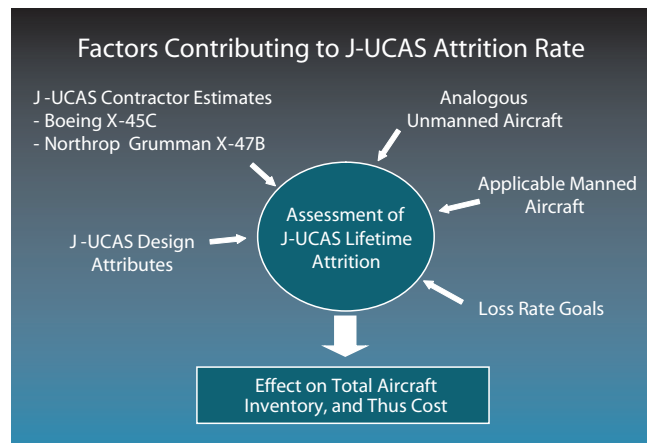 Factors Contributing to J-UCAS Attrition Rate
J-UCAS Contractor Estimates
- Boeing X-45C
- Northrop Grumman X-47B
Analogous
Unmanned Aircraft
Applicable Manned
Aircraft
Assessment of
J-UCAS Lifetime
Attrition
J-UCAS Design
Attributes
Loss Rate Goals
Effect on Total Aircraft
Inventory, and Thus Cost